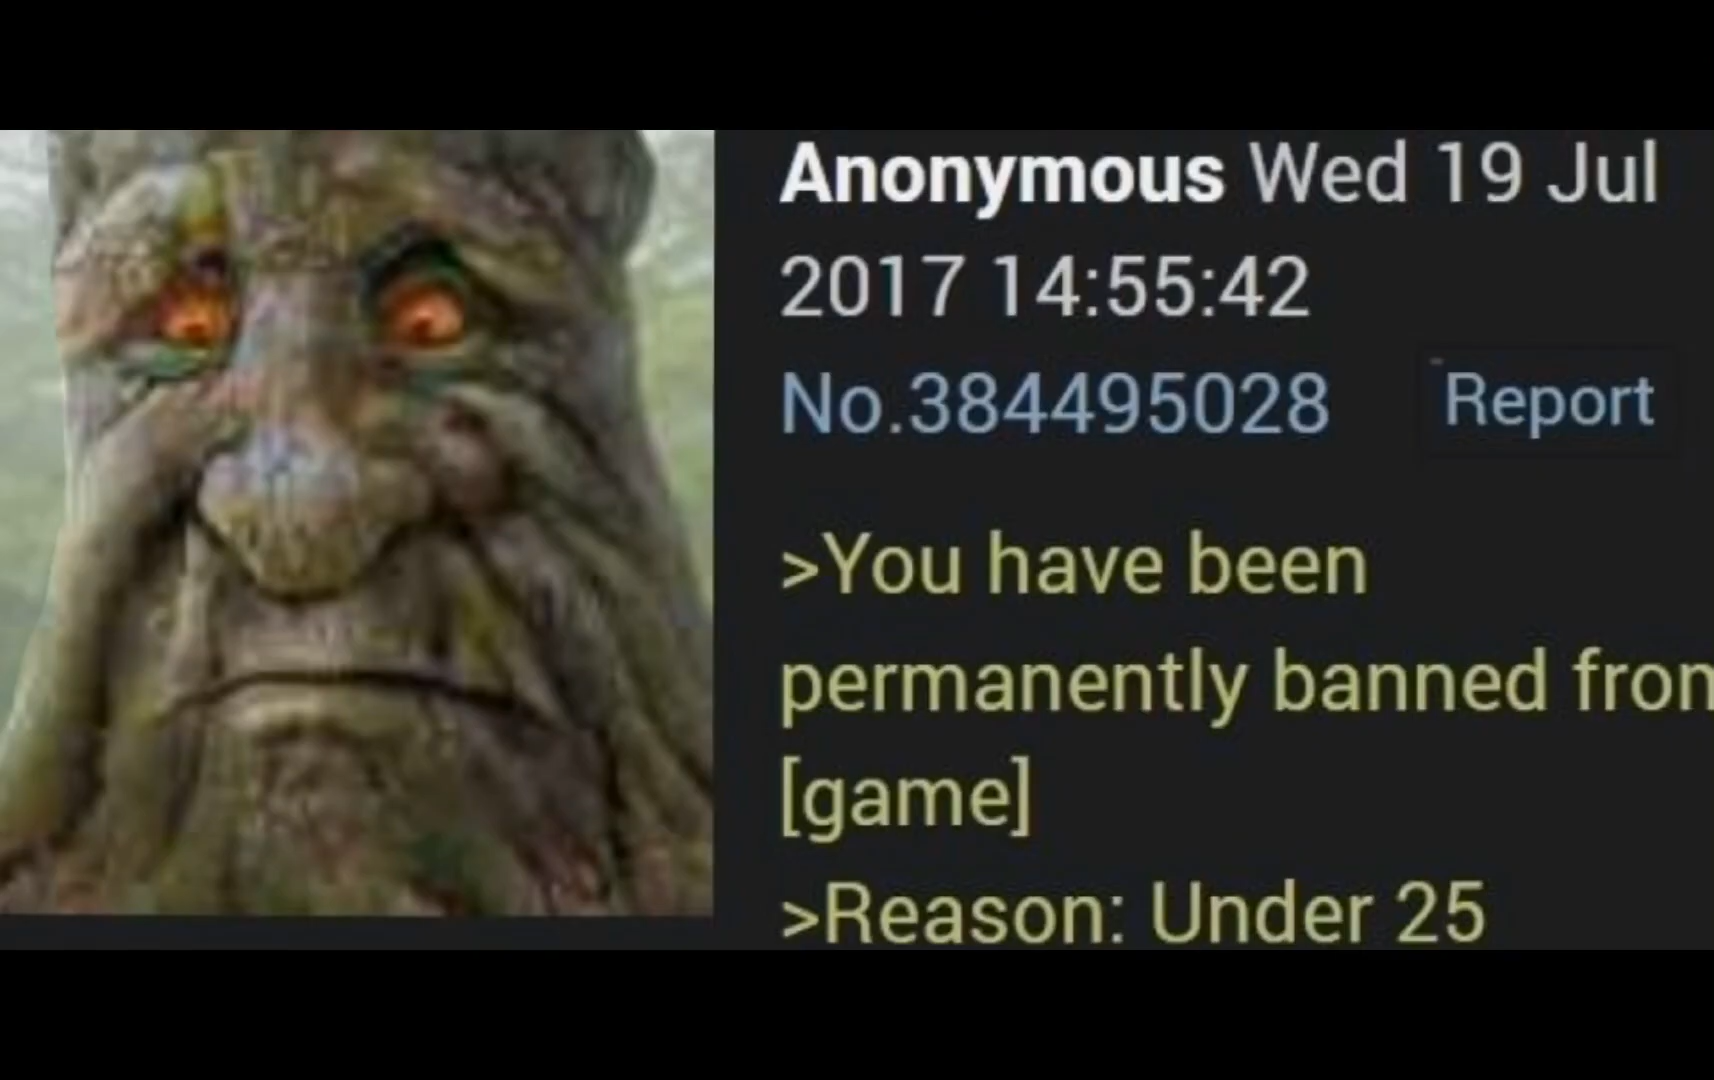 Anonymous Wed 19 Jul
2017 14:55:42
No.384495028 Report
>You have been
permanently banned from
[game]
>Reason: Under 25